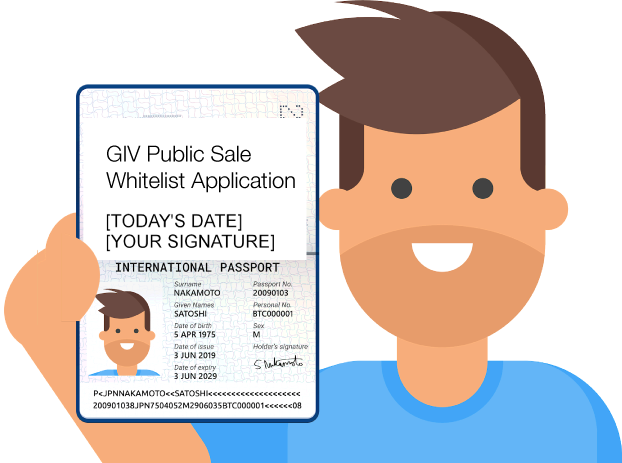 GIV Public Sale
Whitelist Application
[TODAY'S DATE]
[YOUR SIGNATURE]
INTERNATIONAL PASSPORT
Surname Passport No.
NAKAMOTO 20090103
Given Names Personel No.
SATOSHI BTC000001
Date of birth Sex
5 APR 1975 M
Date of issue Holder's signature
3 JUN 2019 S Nakamoto
Date of expiry
3 JUN 2029
P<JPNNAKAMOTO<<SATOSHI<<<<<<<<<<<<<<<<<<<<<
200901038JPN7504052M2906035BTC000001<<<<<<08